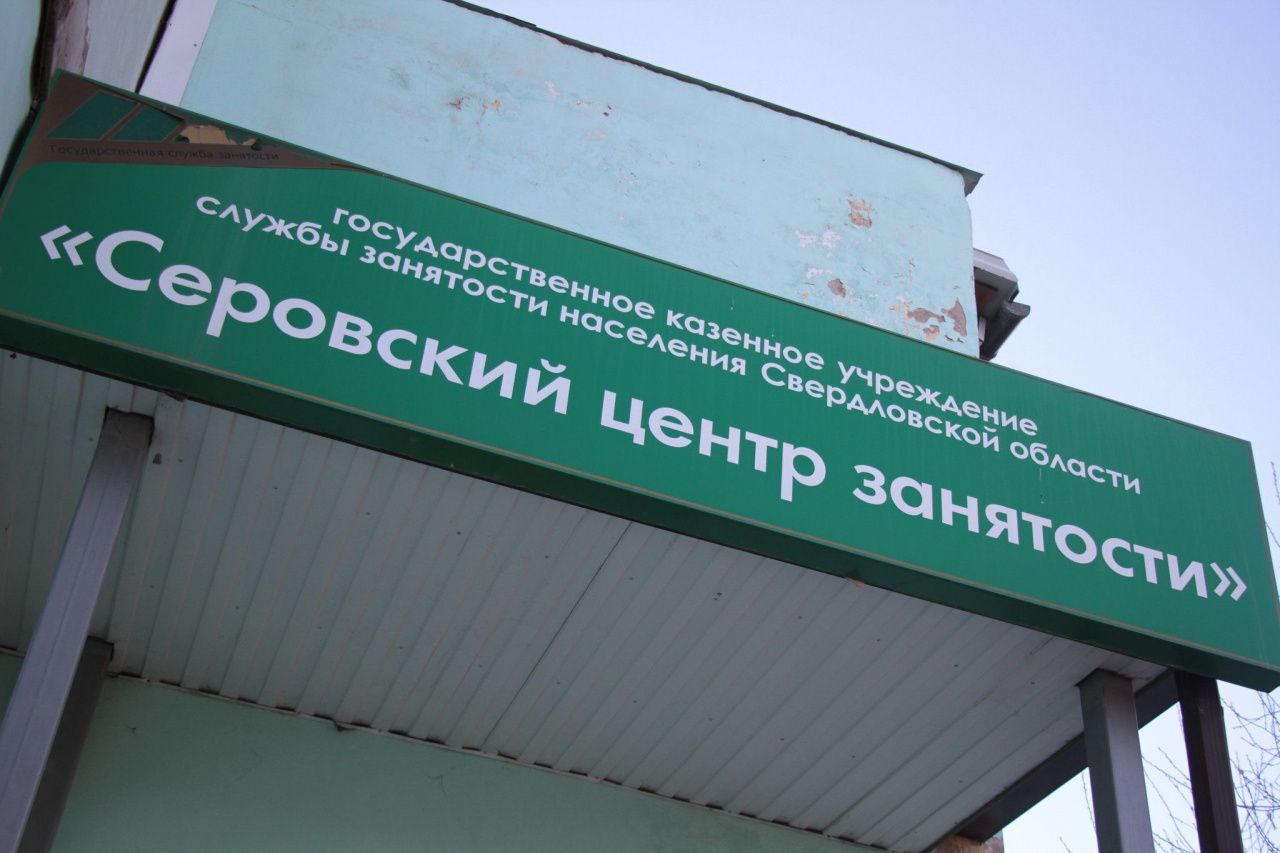 Государственная служба занятости
государственное казенное учреждение
службы занятости населения Свердловской области
«Серовский центр занятости»